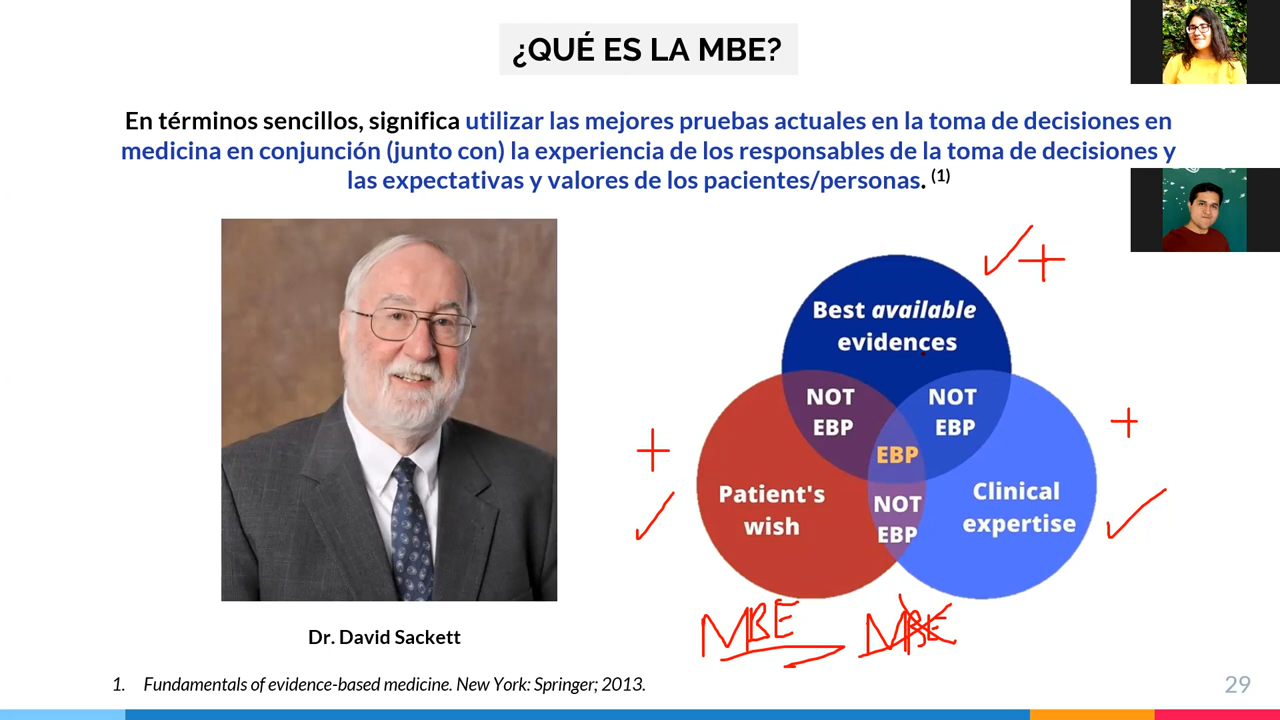 ¿QUÉ ES LA MBE?
En términos sencillos, significa utilizar las mejores pruebas actuales en la toma de decisiones en
medicina en conjunción (junto con) la experiencia de los responsables de la toma de decisiones y
las expectativas y valores de los pacientes/personas. (1)
Best available
evidences
NOT
EBP
NOT
EBP
EBP
Patient's
wish
NOT
EBP
Clinical
expertise
+
+
+
MBE
MBE
Dr. David Sackett
1. Fundamentals of evidence-based medicine. New York: Springer; 2013.
29